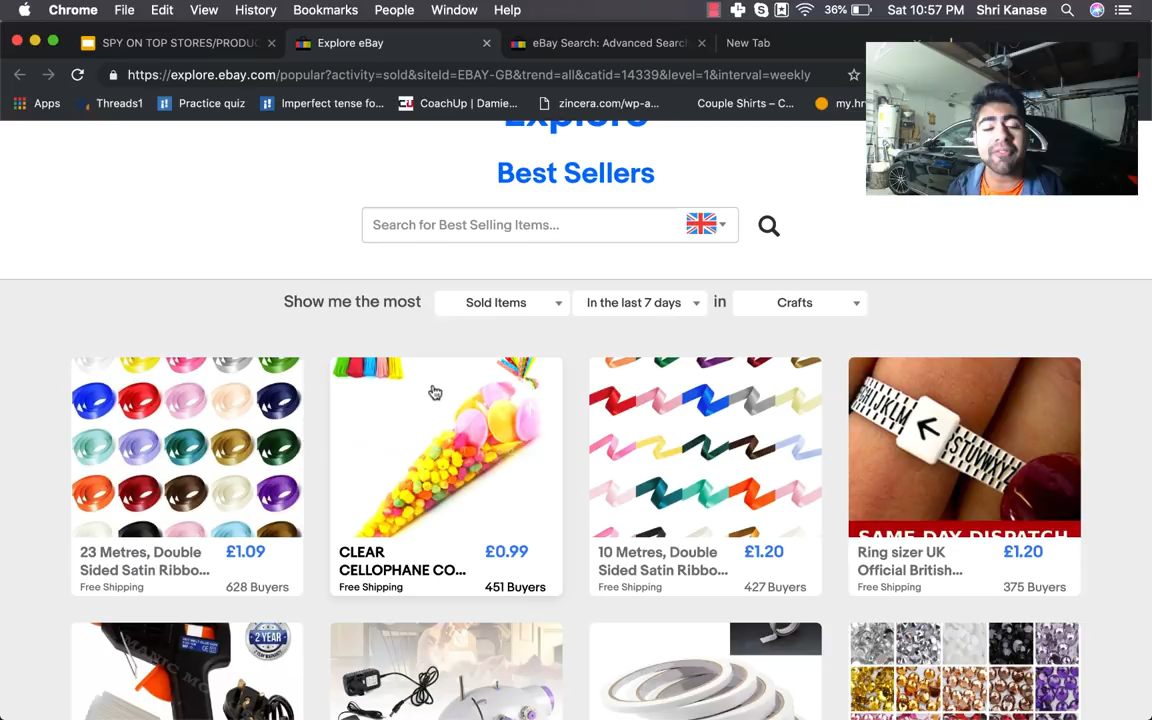 Chrome File Edit View History Bookmarks People Window Help 36% Sat 10:57 PM Shri Kanase
SPY ON TOP STORES/PRODUC
Explore eBay
eBay Search: Advanced Search
New Tab
https://explore.ebay.com/popular?activity=sold&siteId=EBAY-GB&trend=all&catid=14339&level=1&interval=weekly
Apps Threads1 Practice quiz Imperfect tense fo... CoachUp | Damie... zincera.com/wp-a... Couple Shirts – C... my.hr
Explore
Best Sellers
Search for Best Selling Items...
Show me the most Sold Items In the last 7 days in Crafts
SAME DAY DISPATCH
23 Metres, Double £1.09
Sided Satin Ribbo...
Free Shipping 628 Buyers
CLEAR £0.99
CELLOPHANE CO...
Free Shipping 451 Buyers
10 Metres, Double £1.20
Sided Satin Ribbo...
Free Shipping 427 Buyers
Ring sizer UK £1.20
Official British...
Free Shipping 375 Buyers
2 YEAR